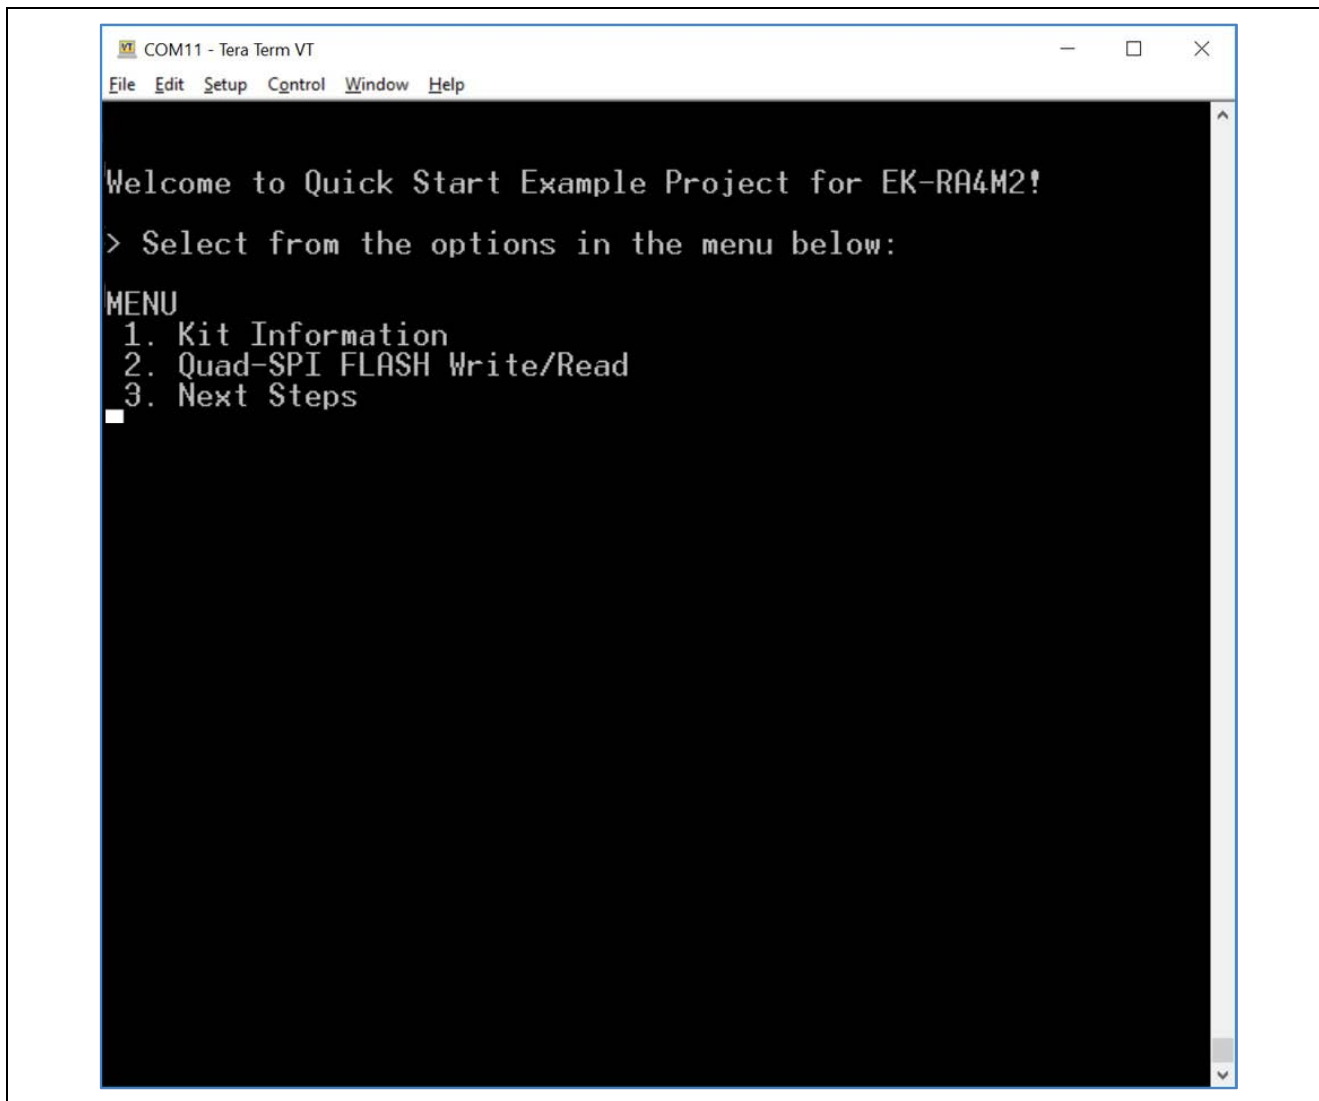 COM11 - Tera Term VT
File Edit Setup Control Window Help
Welcome to Quick Start Example Project for EK-RA4M2!
> Select from the options in the menu below:
MENU
1. Kit Information
2. Quad-SPI FLASH Write/Read
3. Next Steps